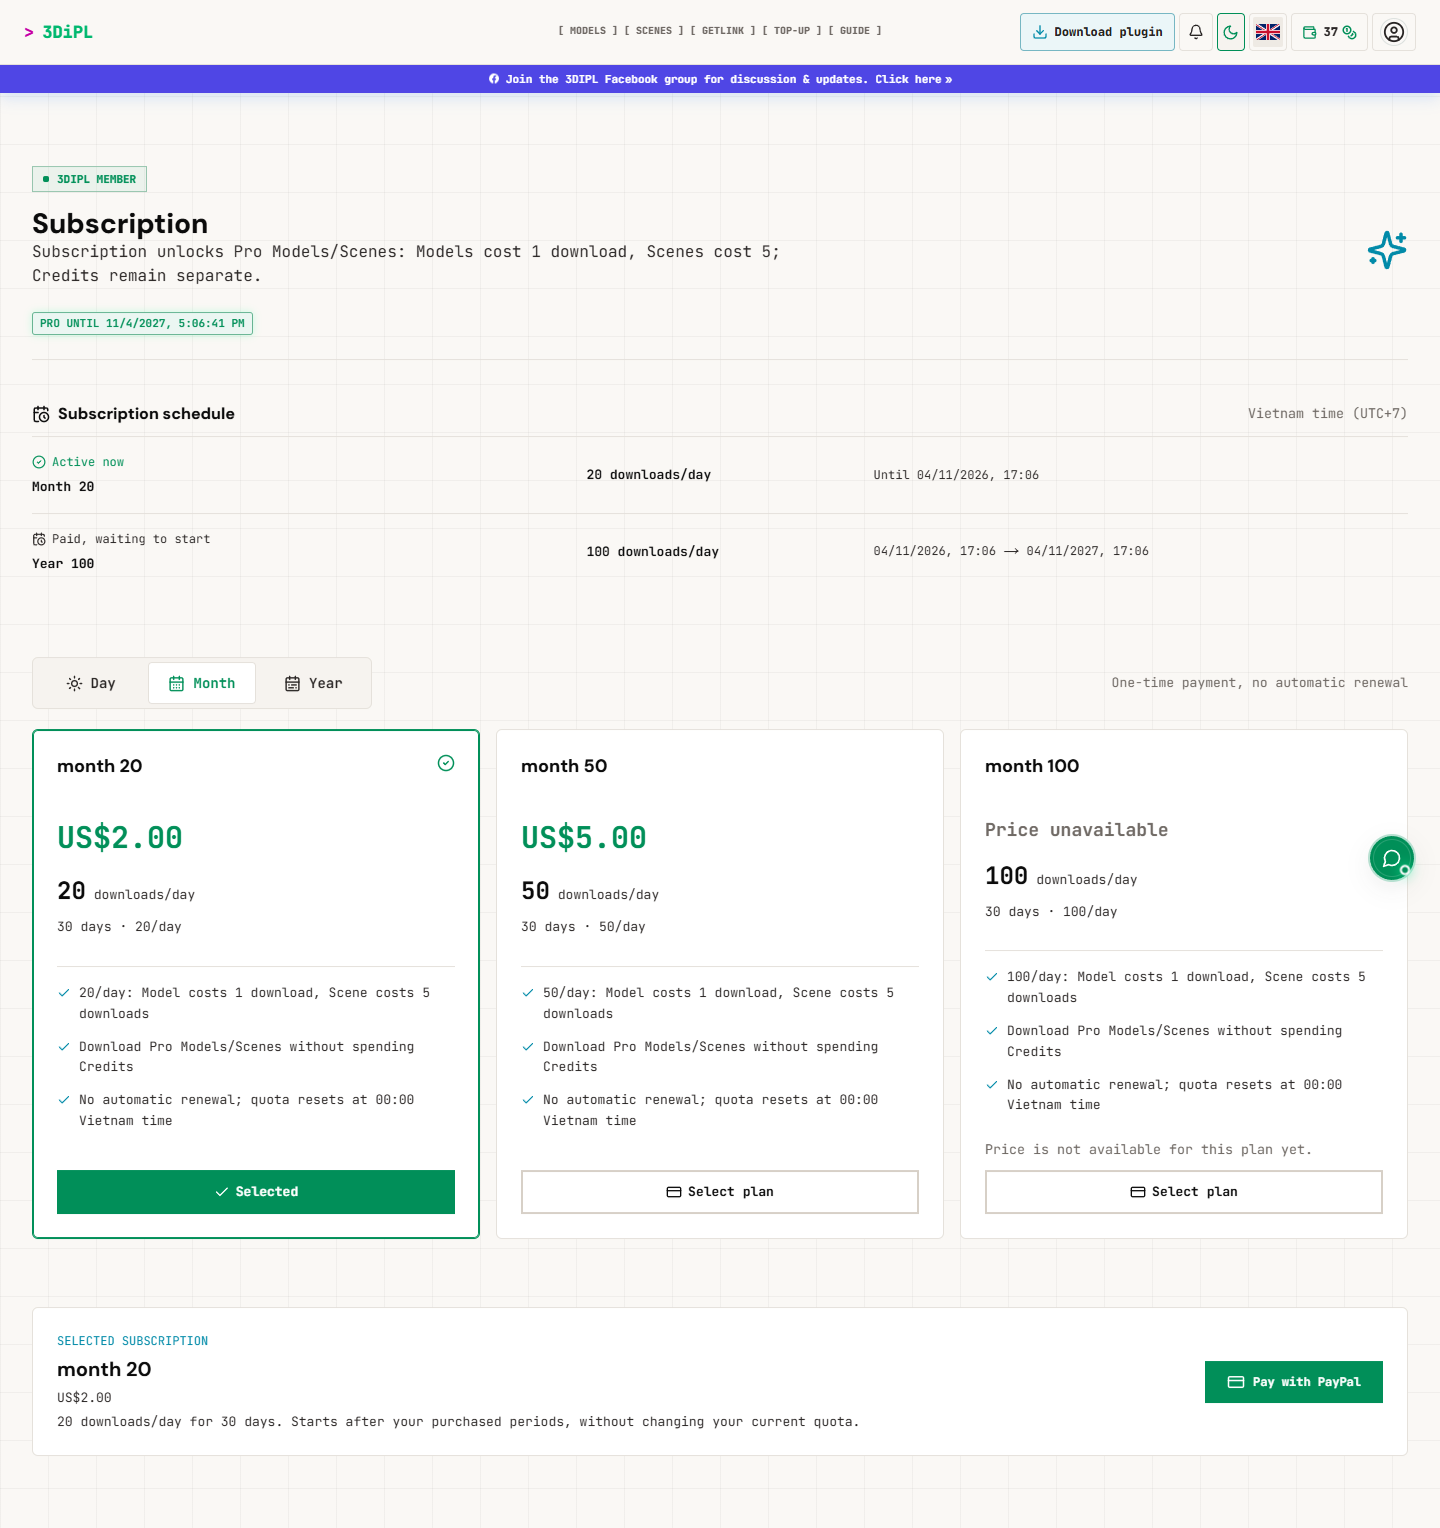 > 3DiPL
[ MODELS ] [ SCENES ] [ GETLINK ] [ TOP-UP ] [ GUIDE ]
Download plugin
37
Join the 3DIPL Facebook group for discussion & updates. Click here »
3DIPL MEMBER
Subscription
Subscription unlocks Pro Models/Scenes: Models cost 1 download, Scenes cost 5;
Credits remain separate.
PRO UNTIL 11/4/2027, 5:06:41 PM
Subscription schedule
Vietnam time (UTC+7)
Active now
Month 20
20 downloads/day
Until 04/11/2026, 17:06
Paid, waiting to start
Year 100
100 downloads/day
04/11/2026, 17:06 → 04/11/2027, 17:06
Day
Month
Year
One-time payment, no automatic renewal
month 20
US$2.00
20 downloads/day
30 days · 20/day
20/day: Model costs 1 download, Scene costs 5
downloads
Download Pro Models/Scenes without spending
Credits
No automatic renewal; quota resets at 00:00
Vietnam time
Selected
month 50
US$5.00
50 downloads/day
30 days · 50/day
50/day: Model costs 1 download, Scene costs 5
downloads
Download Pro Models/Scenes without spending
Credits
No automatic renewal; quota resets at 00:00
Vietnam time
Select plan
month 100
Price unavailable
100 downloads/day
30 days · 100/day
100/day: Model costs 1 download, Scene costs 5
downloads
Download Pro Models/Scenes without spending
Credits
No automatic renewal; quota resets at 00:00
Vietnam time
Price is not available for this plan yet.
Select plan
SELECTED SUBSCRIPTION
month 20
US$2.00
20 downloads/day for 30 days. Starts after your purchased periods, without changing your current quota.
Pay with PayPal